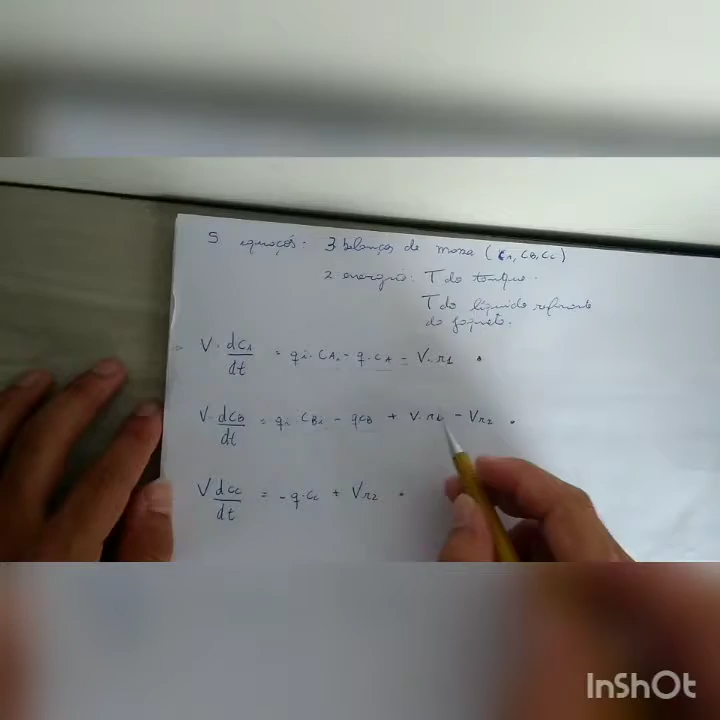 5 equações: 3 balanços de massa (CA, CB, CC)
2 energia: T do tanque.
T do líquido refrigerante
do jaqueta.
V. dCA/dt = qi. CAi - q. CA - V. r1
V. dCB/dt = qi CBi - qCB + V. r1 - Vr2
V dCC/dt = - q. CC + Vr2
InShOt